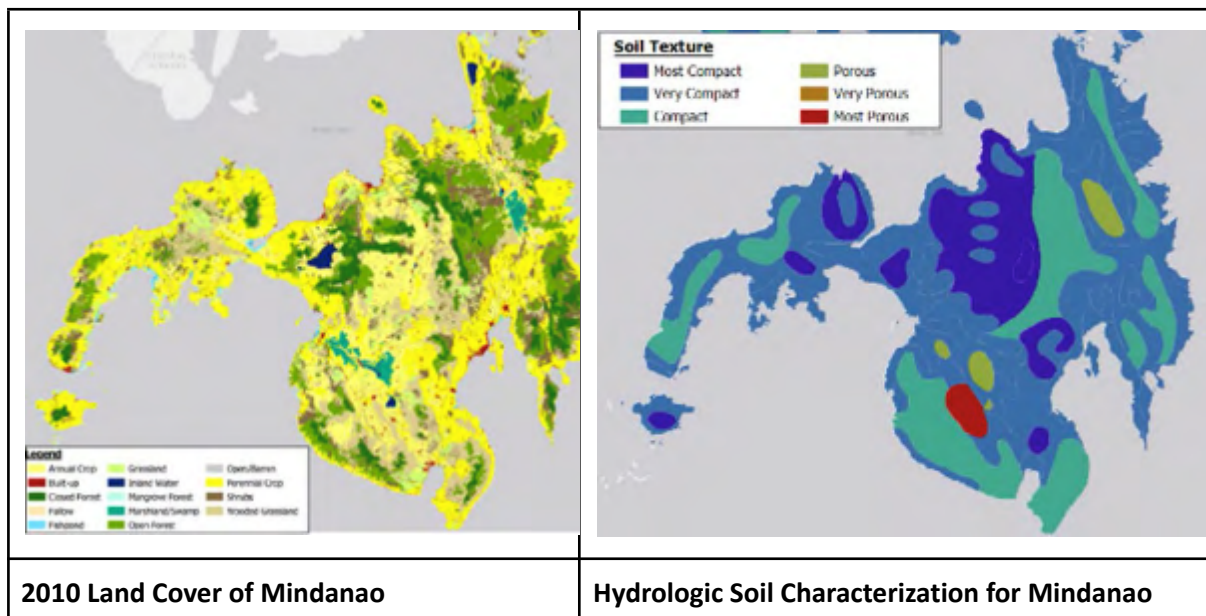 Legend
Annual Crop
Built-up
Closed Forest
Fallow
Fishpond
Grassland
Inland Water
Mangrove Forest
Marshland/Swamp
Open Forest
Open/Barren
Perennial Crop
Shrubs
Wooded Grassland
Soil Texture
Most Compact
Very Compact
Compact
Porous
Very Porous
Most Porous
2010 Land Cover of Mindanao
Hydrologic Soil Characterization for Mindanao